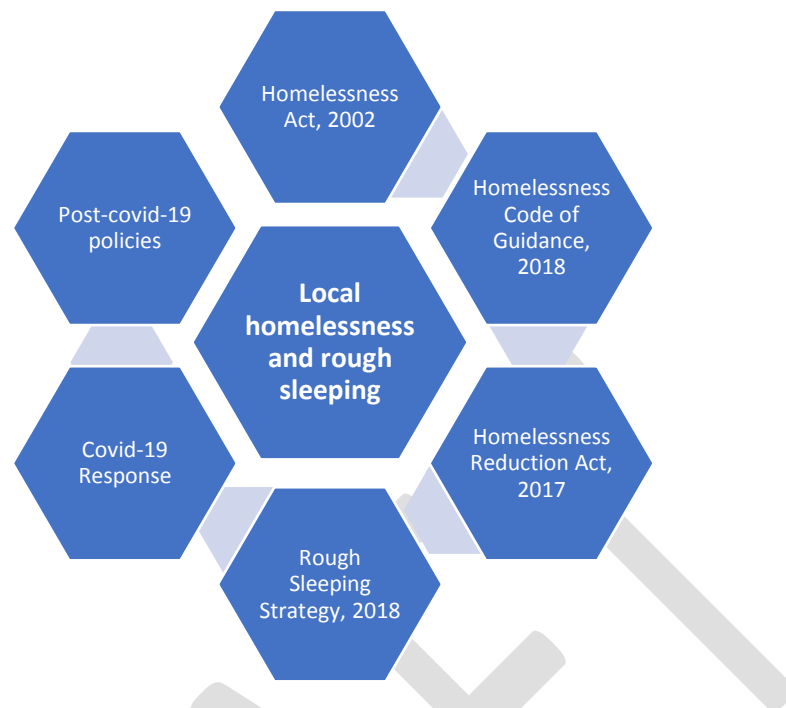 Homelessness
Act, 2002
Homelessness
Code of
Guidance,
2018
Post-covid-19
policies
Local
homelessness
and rough
sleeping
Homelessness
Reduction Act,
2017
Covid-19
Response
Rough
Sleeping
Strategy, 2018